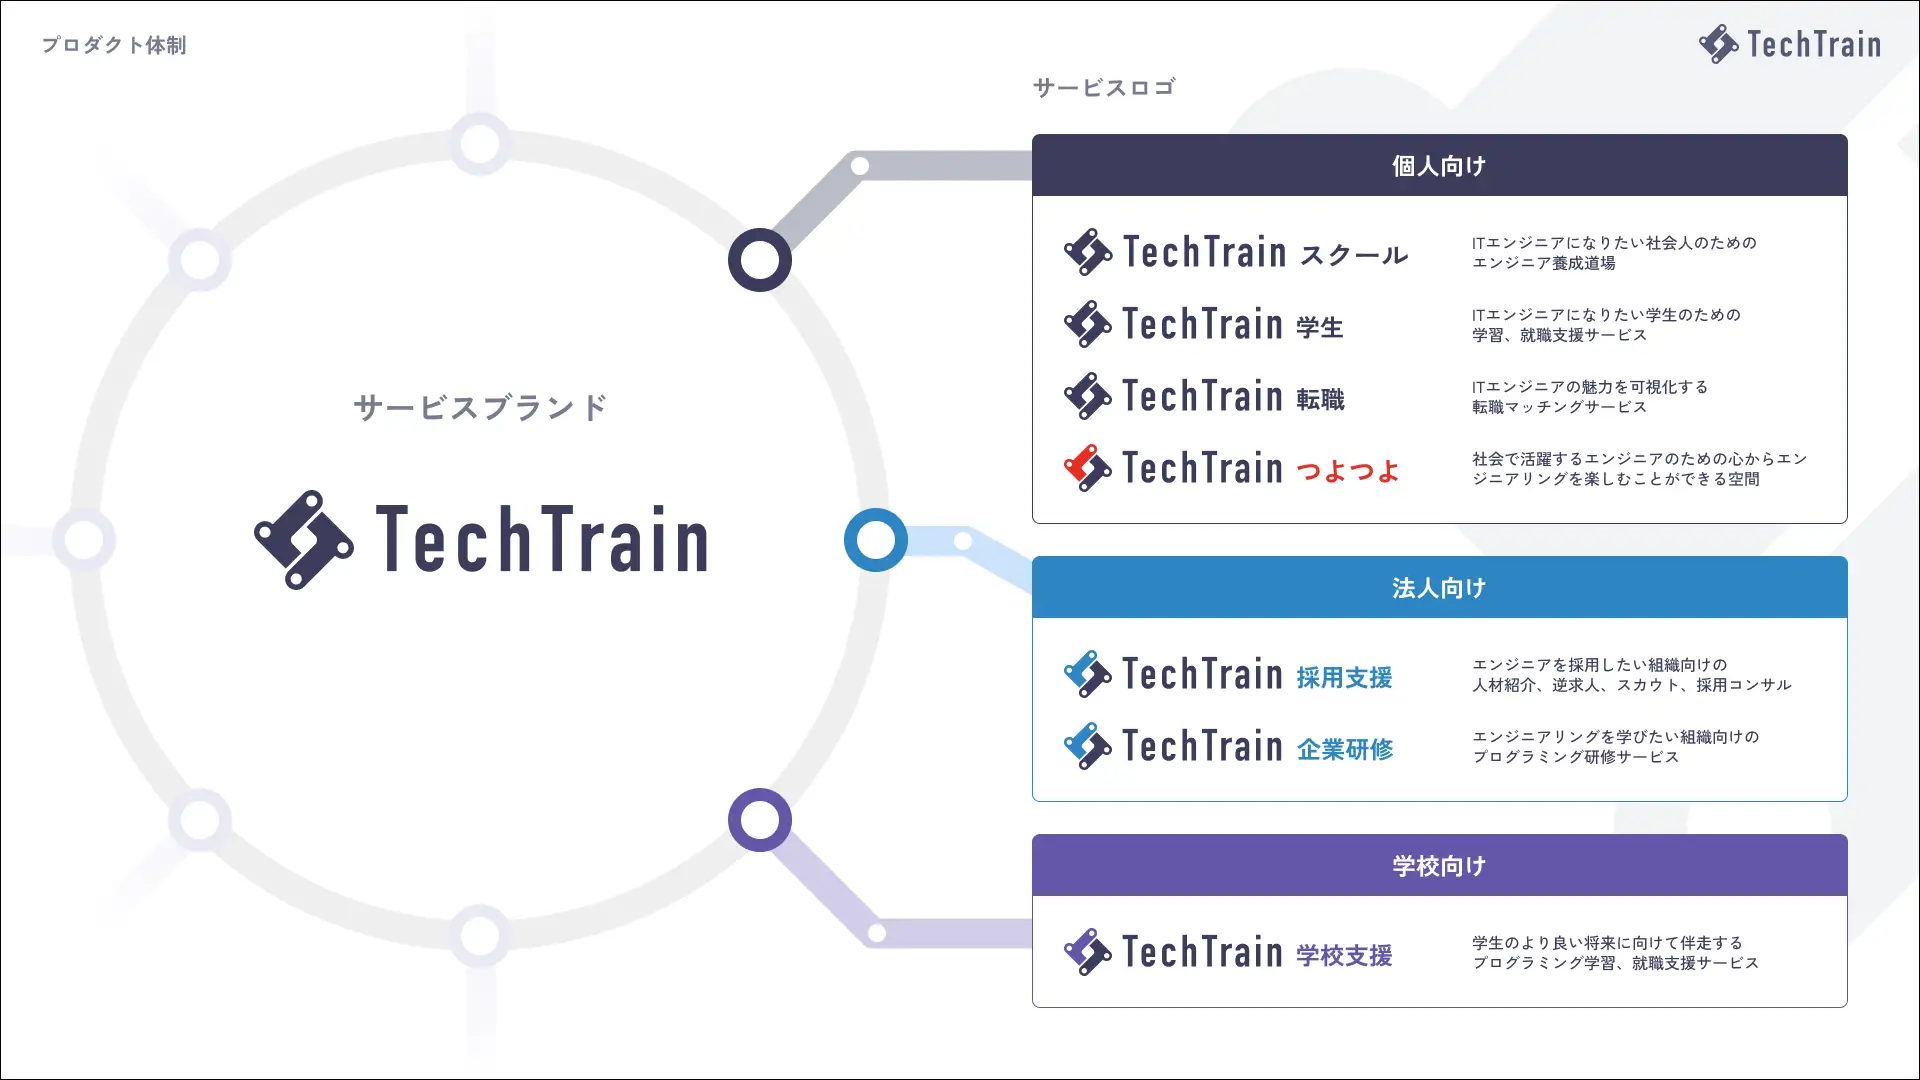 プロダクト体制
TechTrain
サービスブランド
TechTrain
サービスロゴ
個人向け
TechTrain スクール
ITエンジニアになりたい社会人のための
エンジニア養成道場
TechTrain 学生
ITエンジニアになりたい学生のための
学習、就職支援サービス
TechTrain 転職
ITエンジニアの魅力を可視化する
転職マッチングサービス
TechTrain つよつよ
社会で活躍するエンジニアのための心からエン
ジニアリングを楽しむことができる空間
法人向け
TechTrain 採用支援
エンジニアを採用したい組織向けの
人材紹介、逆求人、スカウト、採用コンサル
TechTrain 企業研修
エンジニアリングを学びたい組織向けの
プログラミング研修サービス
学校向け
TechTrain 学校支援
学生のより良い将来に向けて伴走する
プログラミング学習、就職支援サービス